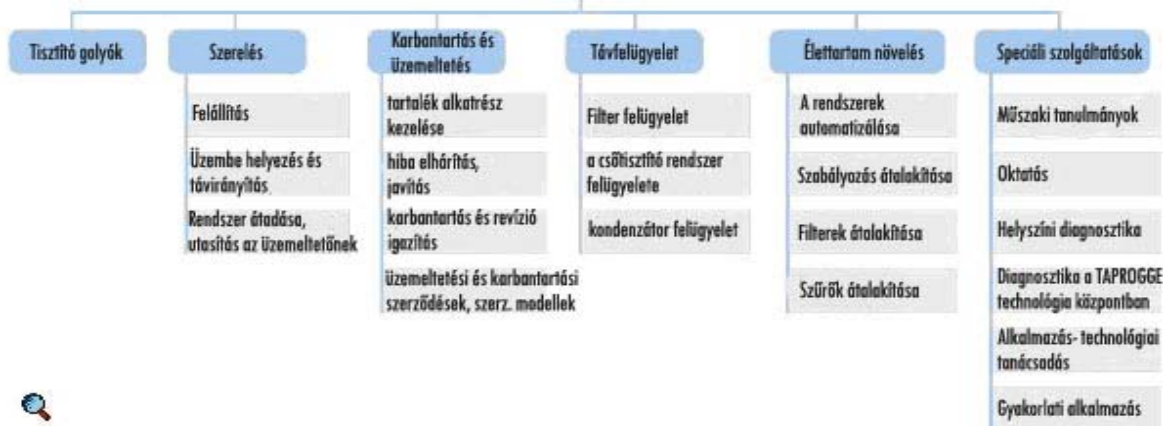 Tisztító golyók
Szerelés
Felállítás
Üzembe helyezés és
távirányítás
Rendszer átadása,
utasítás az üzemeltetőnek
Karbantartás és
üzemeltetés
tartalék alkatrész
kezelése
hiba elhárítás,
javítás
karbantartás és revízió
igazítás
üzemeltetési és karbantartási
szerződések, szerz. modellek
Távfelügyelet
Filter felügyelet
a csőtisztító rendszer
felügyelete
kondenzátor felügyelet
Élettartam növelés
A rendszerek
automatizálása
Szabályozás átalakítása
Filterek átalakítása
Szűrők átalakítása
Speciáli szolgáltatások
Műszaki tanulmányok
Oktatás
Helyszíni diagnosztika
Diagnosztika a TAPROGGE
technológia központban
Alkalmazás- technológiai
tanácsadás
Gyakorlati alkalmazás